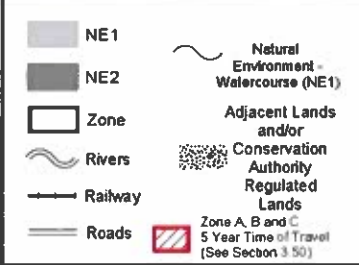 NE1
NE2
Zone
Rivers
Railway
Roads
Natural
Environment -
Watercourse (NE1)
Adjacent Lands
and/or
Conservation
Authority
Regulated
Lands
Zone A, B and C
5 Year Time of Travel
(See Section 3.50)